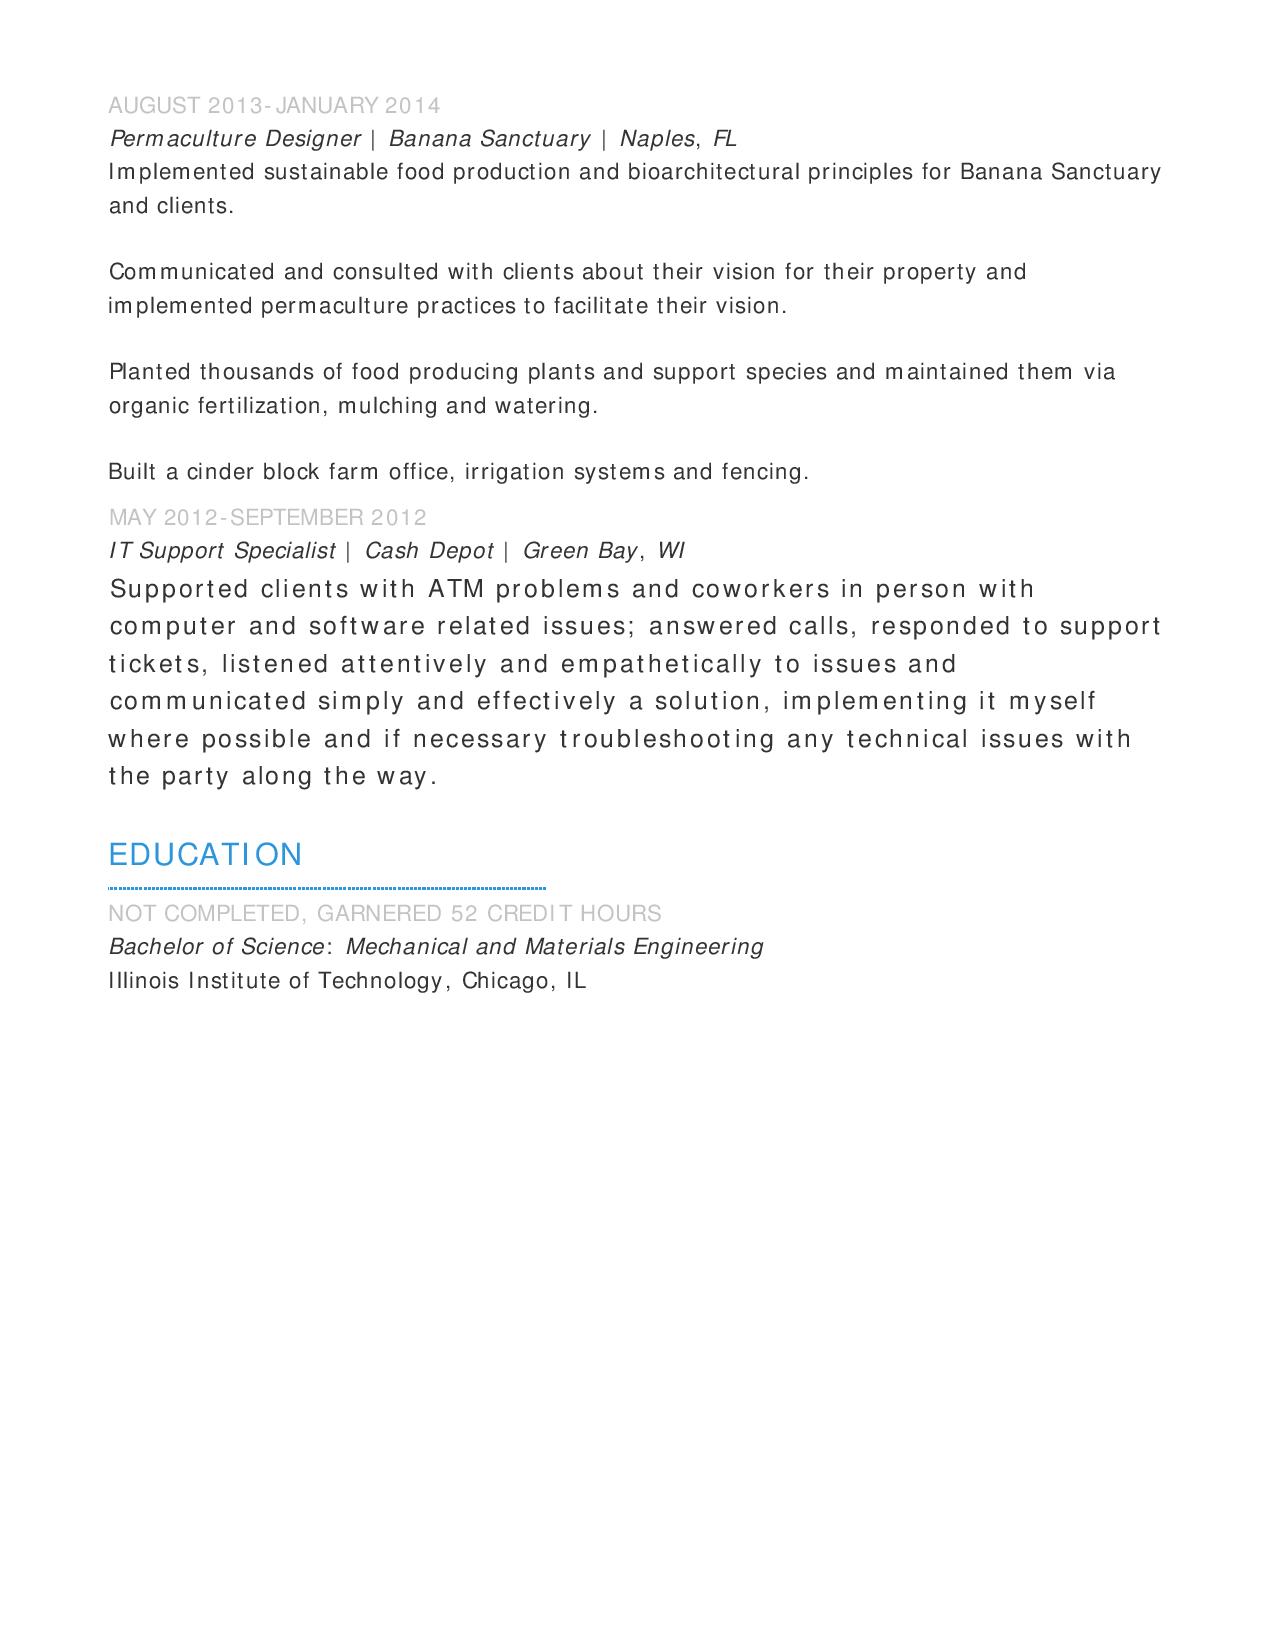 AUGUST 2013-JANUARY 2014
Permaculture Designer | Banana Sanctuary | Naples, FL
Implemented sustainable food production and bioarchitectural principles for Banana Sanctuary
and clients.
Communicated and consulted with clients about their vision for their property and
implemented permaculture practices to facilitate their vision.
Planted thousands of food producing plants and support species and maintained them via
organic fertilization, mulching and watering.
Built a cinder block farm office, irrigation systems and fencing.
MAY 2012-SEPTEMBER 2012
IT Support Specialist | Cash Depot | Green Bay, WI
Supported clients with ATM problems and coworkers in person with
computer and software related issues; answered calls, responded to support
tickets, listened attentively and empathetically to issues and
communicated simply and effectively a solution, implementing it myself
where possible and if necessary troubleshooting any technical issues with
the party along the way.
EDUCATION
NOT COMPLETED, GARNERED 52 CREDIT HOURS
Bachelor of Science: Mechanical and Materials Engineering
Illinois Institute of Technology, Chicago, IL